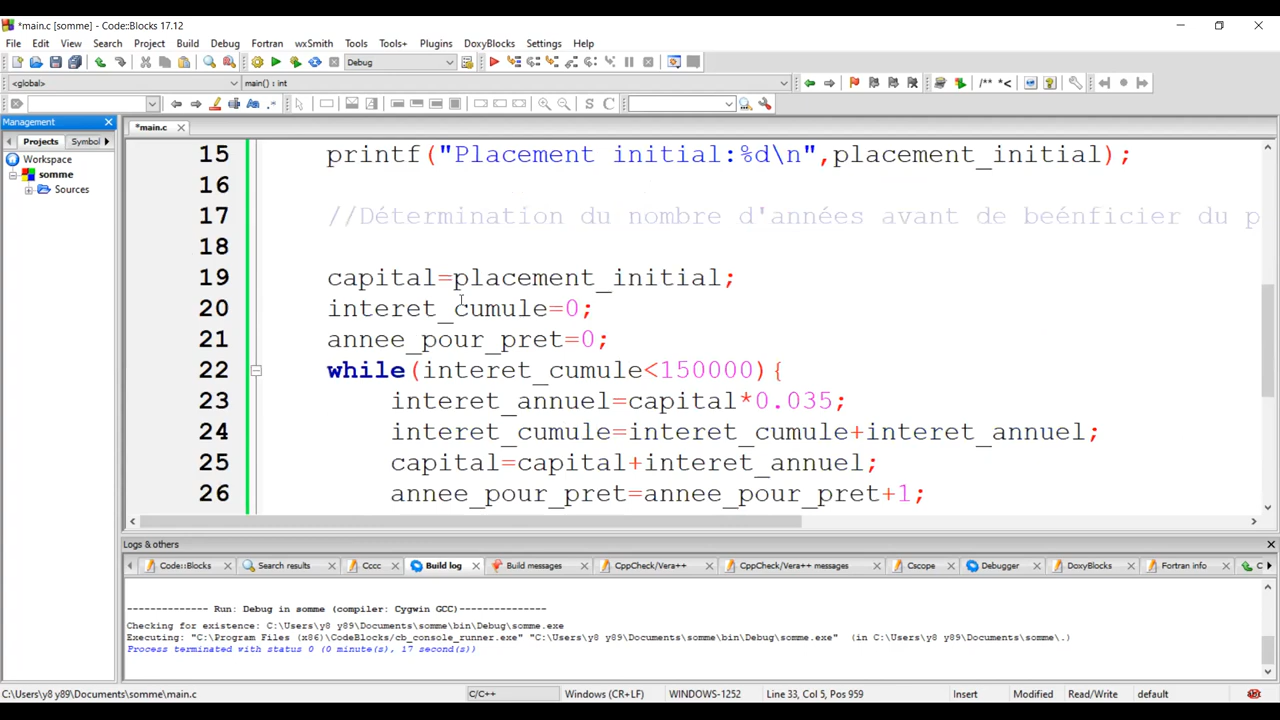 *main.c [somme] - Code::Blocks 17.12
File Edit View Search Project Build Debug Fortran wxSmith Tools Tools+ Plugins DoxyBlocks Settings Help
Debug
<global> main() : int
/** *<
S C
Management
*main.c
Projects Symbol
Workspace
somme
Sources
15 printf("Placement initial:%d\n",placement_initial);
16
17 //Détermination du nombre d'années avant de beénficier du p
18
19 capital=placement_initial;
20 interet_cumule=0;
21 annee_pour_pret=0;
22 while(interet_cumule<150000){
23 interet_annuel=capital*0.035;
24 interet_cumule=interet_cumule+interet_annuel;
25 capital=capital+interet_annuel;
26 annee_pour_pret=annee_pour_pret+1;
Logs & others
Code::Blocks Search results Cccc Build log Build messages CppCheck/Vera++ CppCheck/Vera++ messages Cscope Debugger DoxyBlocks Fortran info C
-------------- Run: Debug in somme (compiler: Cygwin GCC)---------------
Checking for existence: C:\Users\y8 y89\Documents\somme\bin\Debug\somme.exe
Executing: "C:\Program Files (x86)\CodeBlocks/cb_console_runner.exe" "C:\Users\y8 y89\Documents\somme\bin\Debug\somme.exe" (in C:\Users\y8 y89\Documents\somme\.)
Process terminated with status 0 (0 minute(s), 17 second(s))
C:\Users\y8 y89\Documents\somme\main.c C/C++ Windows (CR+LF) WINDOWS-1252 Line 33, Col 5, Pos 959 Insert Modified Read/Write default